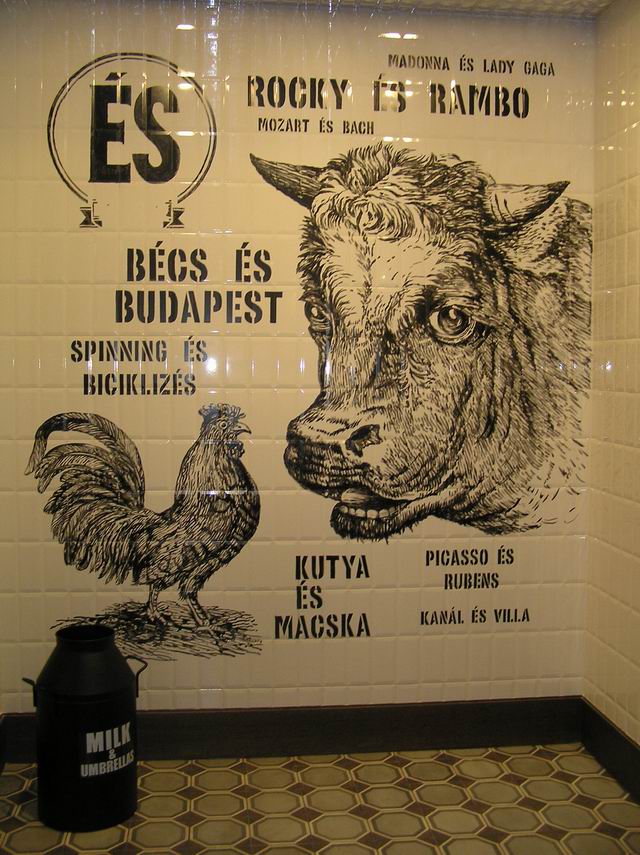 ÉS
MADONNA ÉS LADY GAGA
ROCKY ÉS RAMBO
MOZART ÉS BACH
BÉCS ÉS
BUDAPEST
SPINNING ÉS
BICIKLIZÉS
KUTYA
ÉS
MACSKA
PICASSO ÉS
RUBENS
KANÁL ÉS VILLA
MILK
&
UMBRELLAS